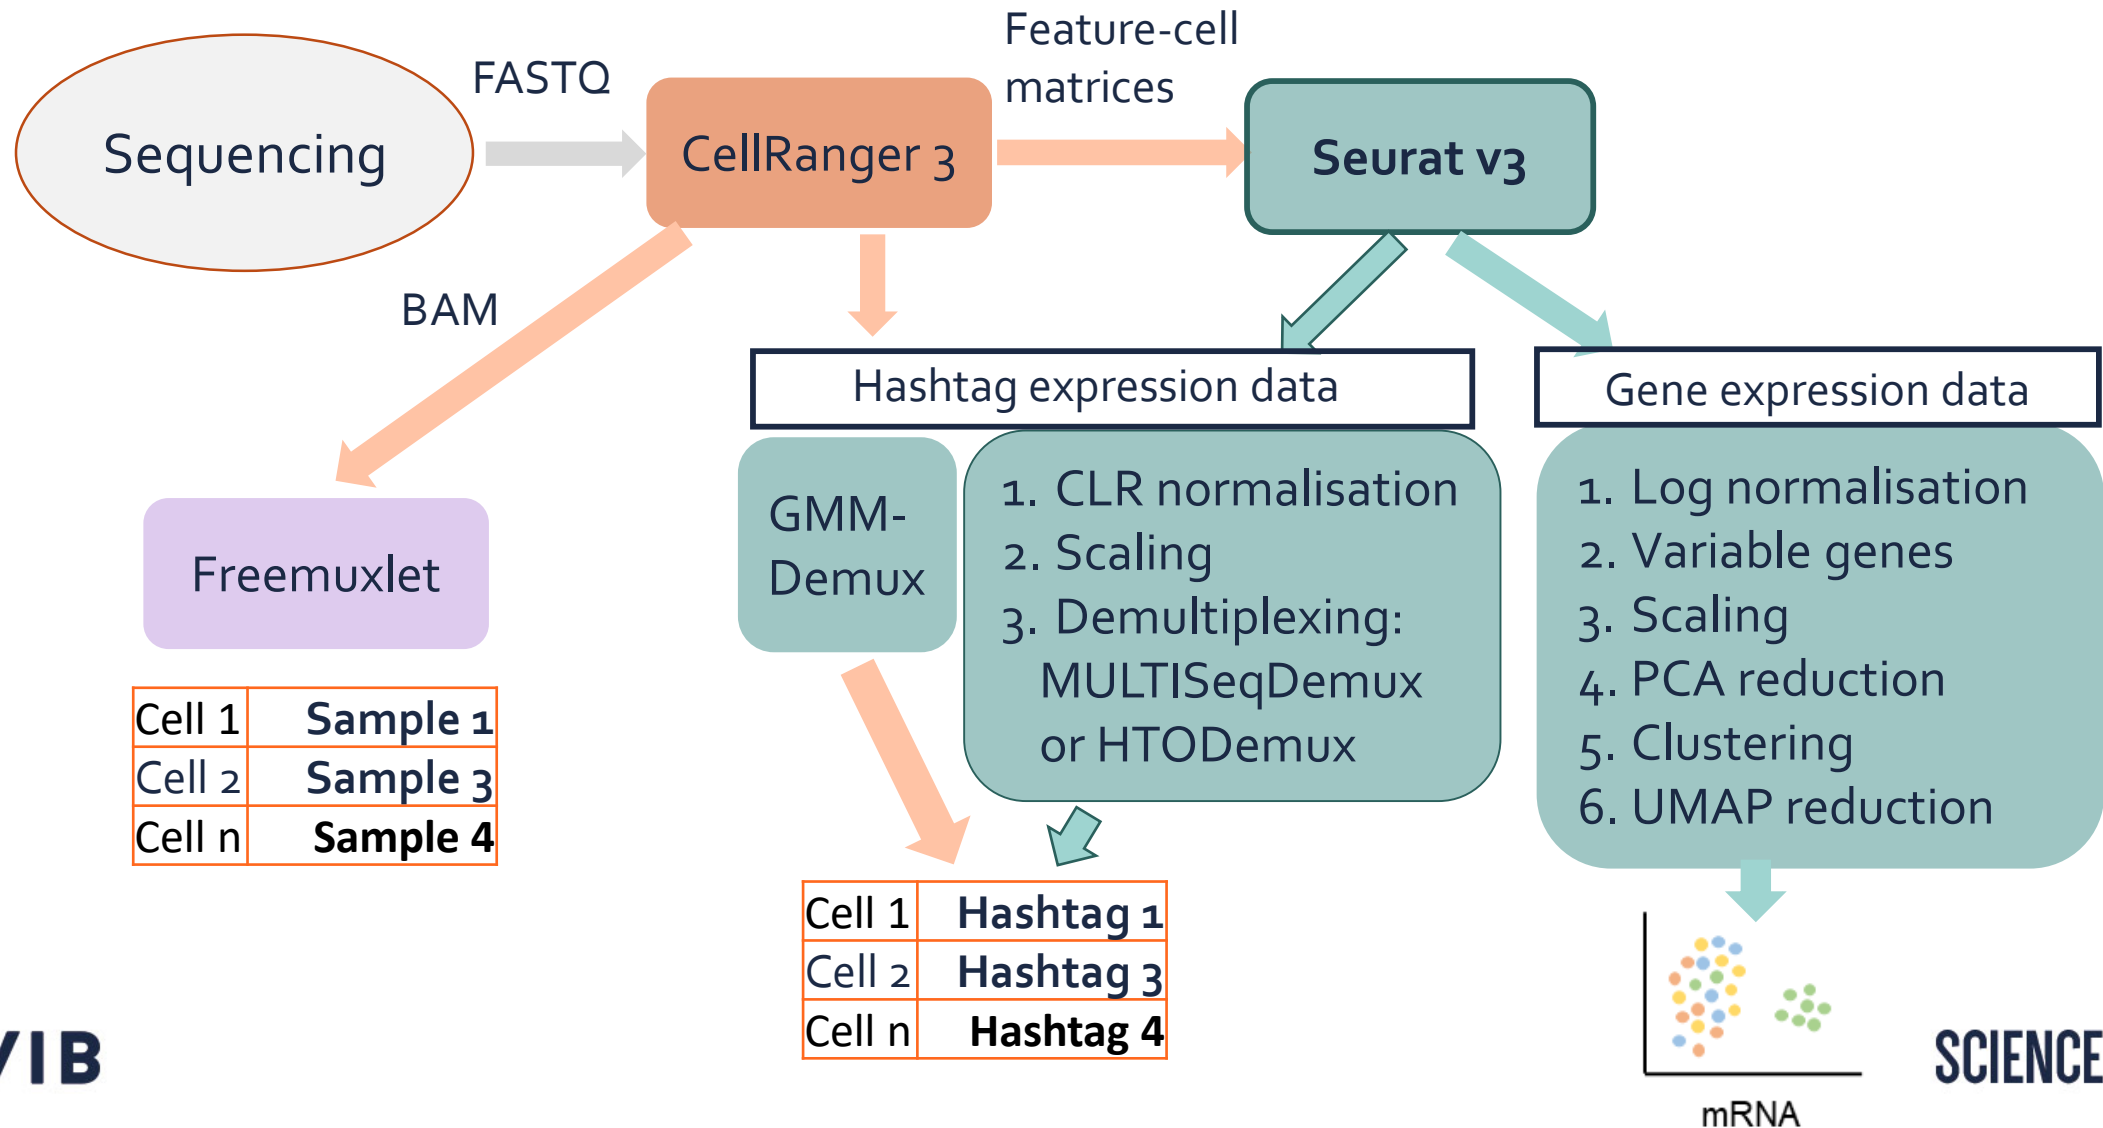 Sequencing
FASTQ
CellRanger 3
Feature-cell
matrices
Seurat v3
BAM
Freemuxlet
Cell 1 Sample 1
Cell 2 Sample 3
Cell n Sample 4
Hashtag expression data
GMM-
Demux
1. CLR normalisation
2. Scaling
3. Demultiplexing:
MULTISeqDemux
or HTODemux
Cell 1 Hashtag 1
Cell 2 Hashtag 3
Cell n Hashtag 4
Gene expression data
1. Log normalisation
2. Variable genes
3. Scaling
4. PCA reduction
5. Clustering
6. UMAP reduction
mRNA
VIB
SCIENCE